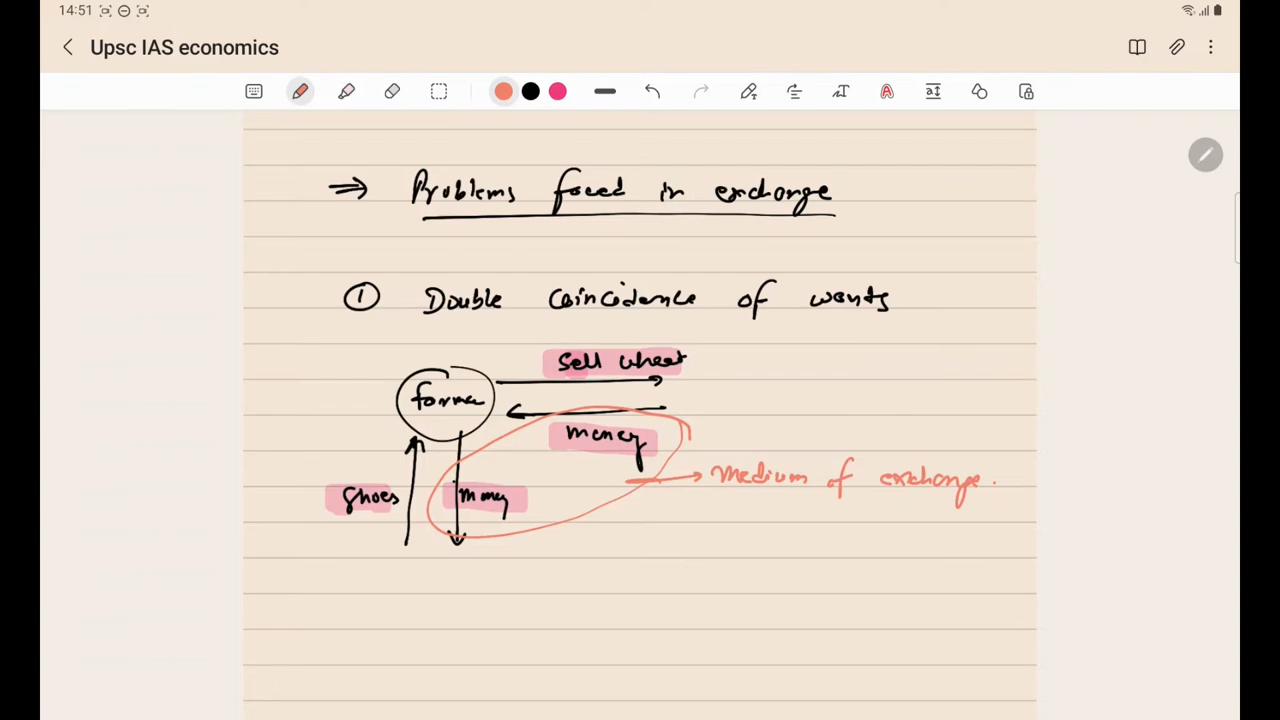 14:51
Upsc IAS economics
⇒ Problems faced in exchange
① Double Coincidence of wants
Sell wheat
farmer
money
Shoes
money
→ Medium of exchange.